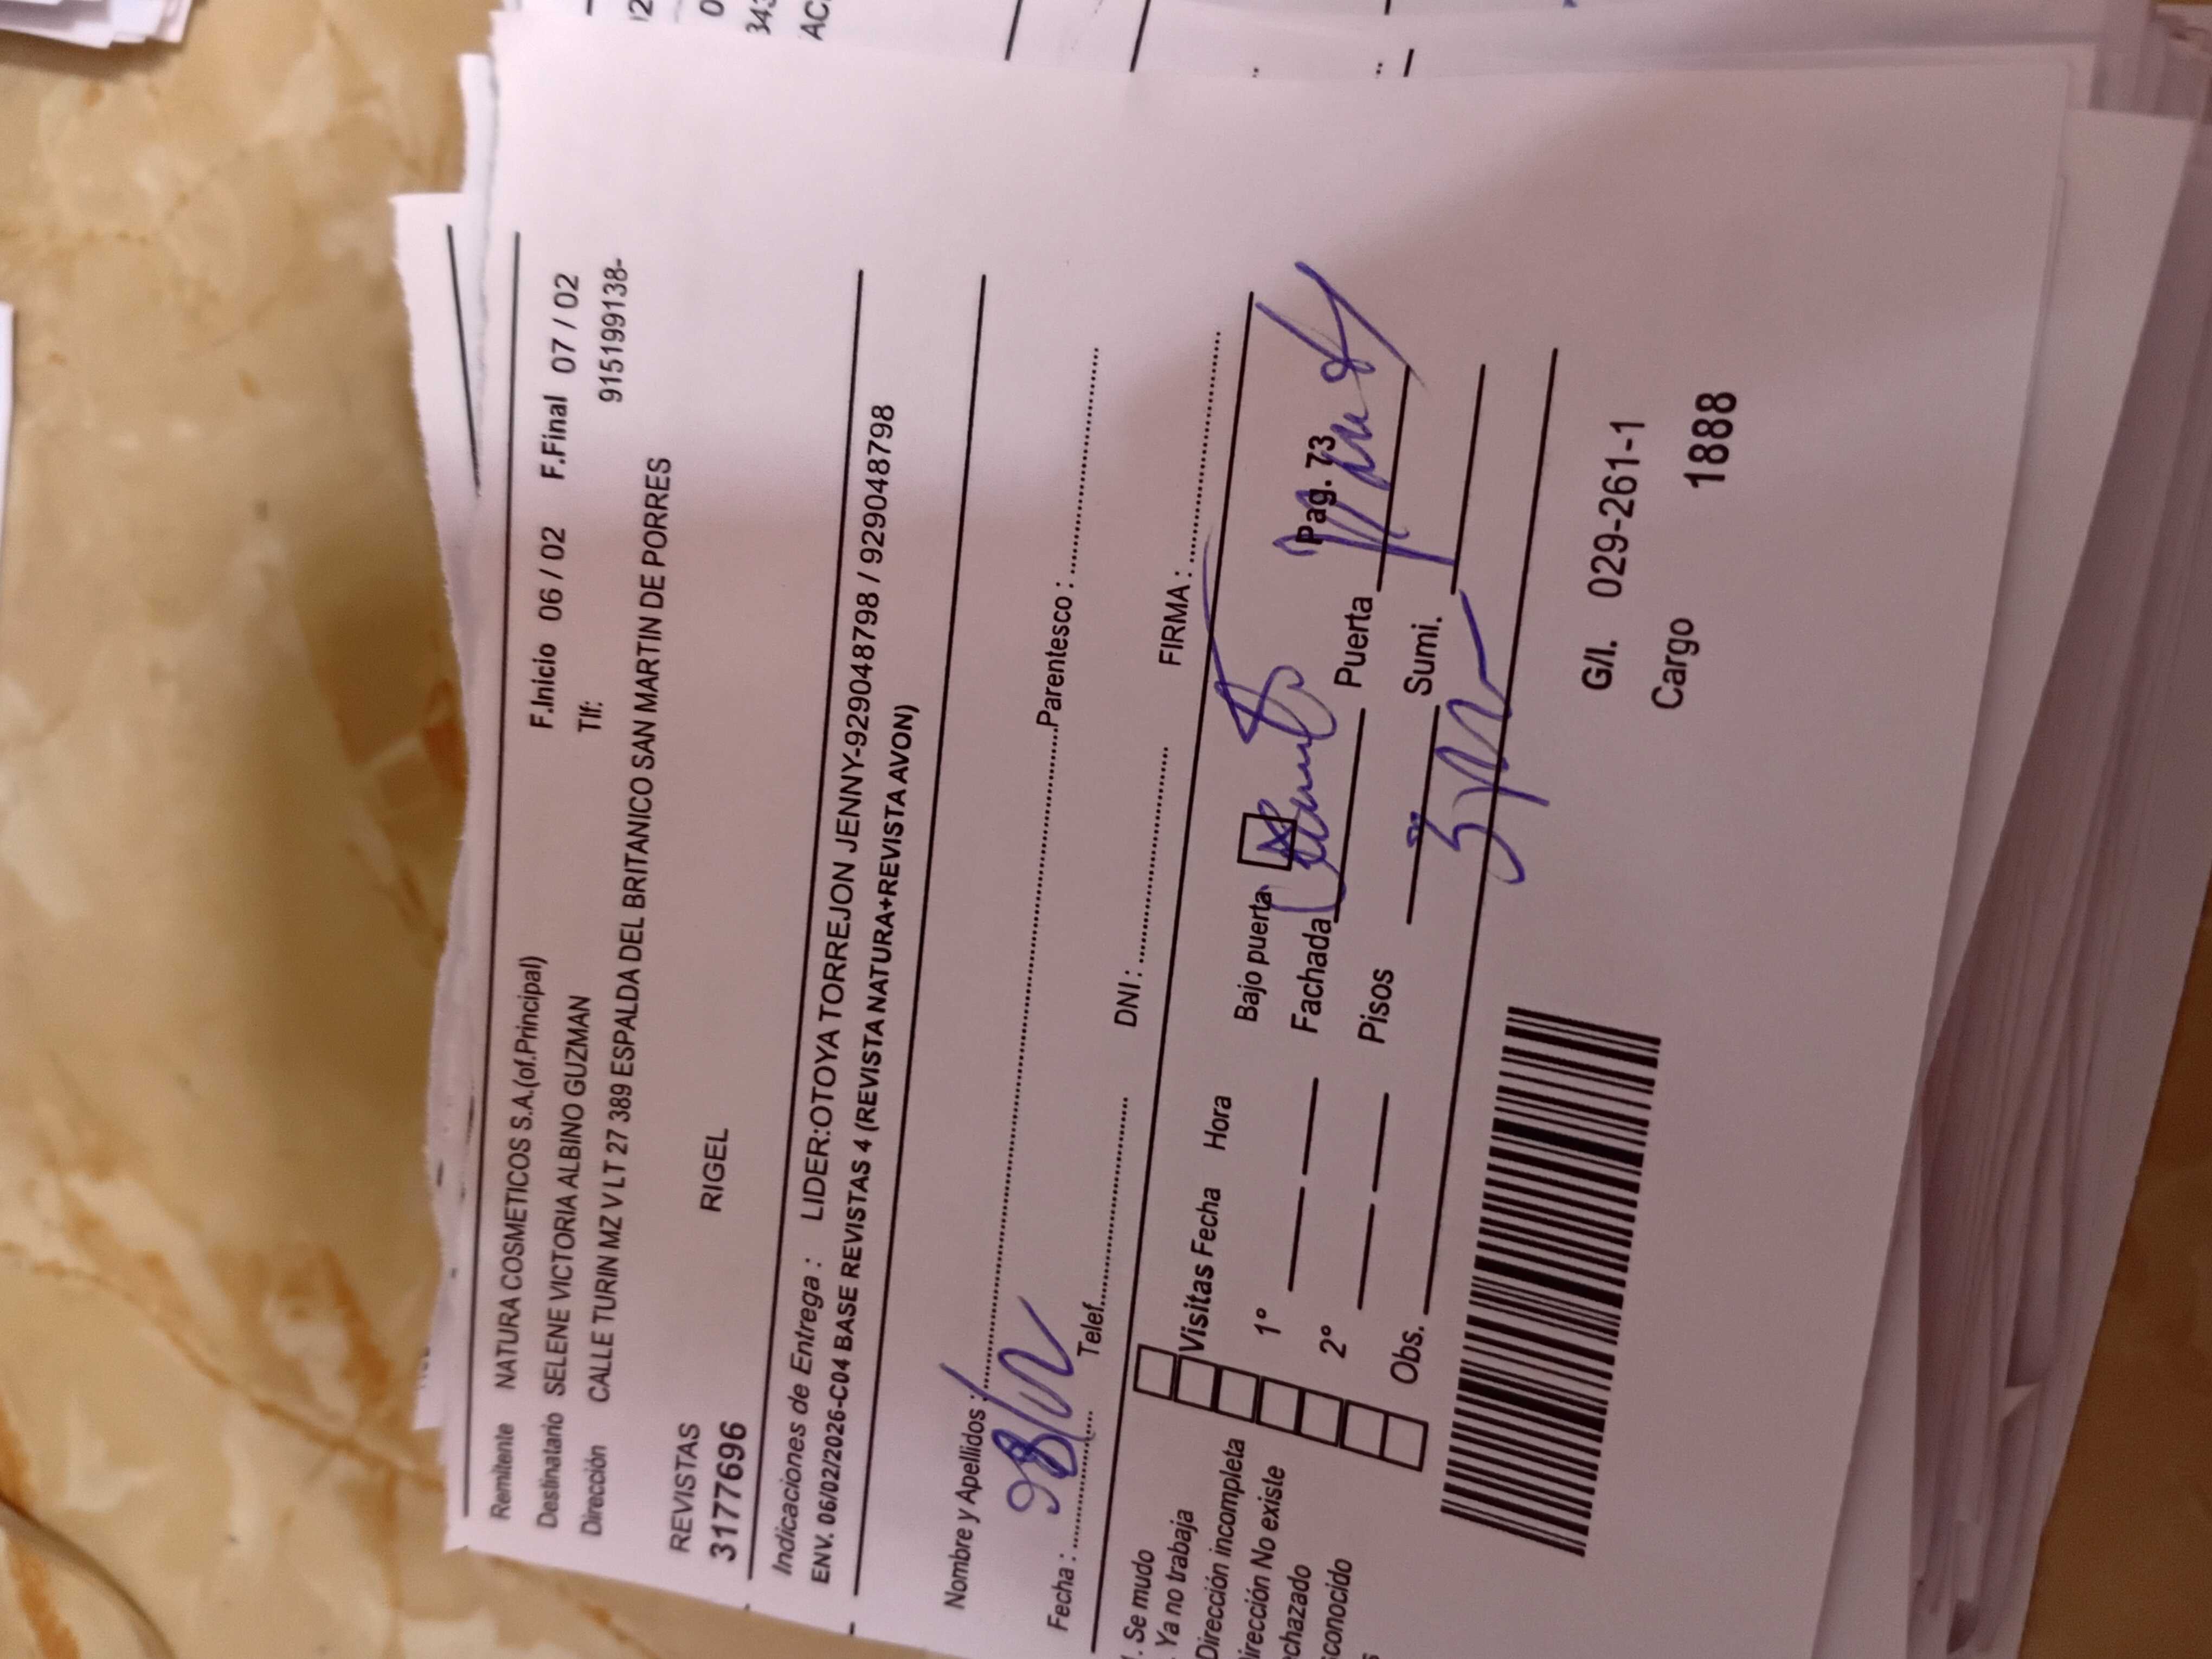 Remitente NATURA COSMETICOS S.A.(of.Principal)
F.Inicio 06 / 02 F.Final 07 / 02
Destinatario SELENE VICTORIA ALBINO GUZMAN
Tlf: 915199138-
Dirección CALLE TURIN MZ V LT 27 389 ESPALDA DEL BRITANICO SAN MARTIN DE PORRES
REVISTAS
RIGEL
3177696
Indicaciones de Entrega : LIDER:OTOYA TORREJON JENNY-929048798 / 929048798
ENV. 06/02/2026-C04 BASE REVISTAS 4 (REVISTA NATURA+REVISTA AVON)
Nombre y Apellidos : Parentesco :
Fecha : Telef. DNI : FIRMA :
. Se mudo
Ya no trabaja
Dirección incompleta
irección No existe
echazado
sconocido
Visitas Fecha Hora
1°
2°
Obs.
Bajo puerta
Pag. 73
Fachada Puerta
Pisos Sumi.
G/I. 029-261-1
Cargo 1888